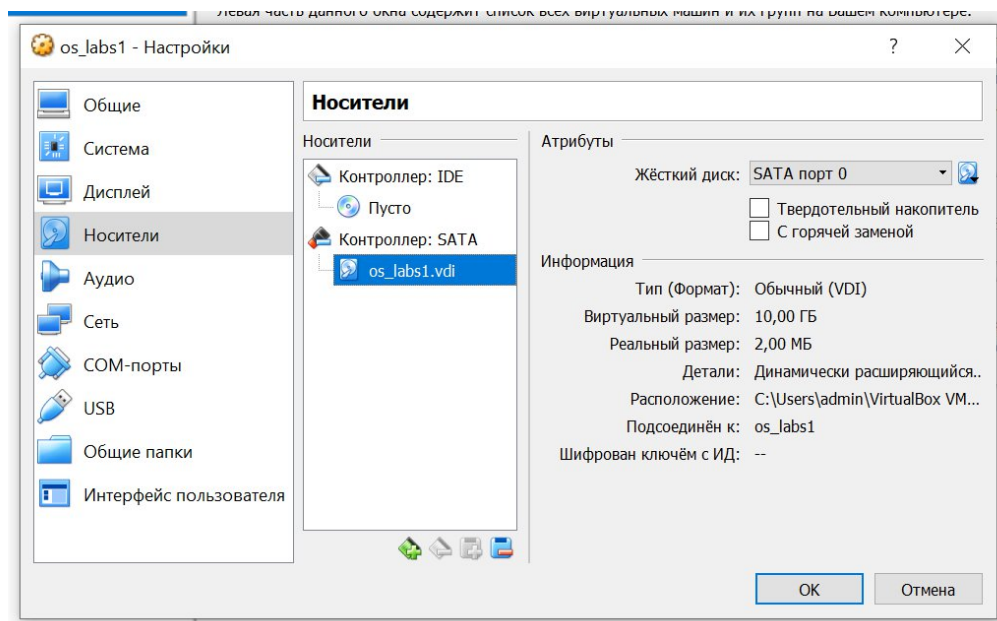 Левая часть данного окна содержит список всех виртуальных машин и их групп на Вашем компьютере.
os_labs1 - Настройки
?
Общие
Система
Дисплей
Носители
Аудио
Сеть
COM-порты
USB
Общие папки
Интерфейс пользователя
Носители
Носители
Контроллер: IDE
Пусто
Контроллер: SATA
os_labs1.vdi
Атрибуты
Жёсткий диск: SATA порт 0
Твердотельный накопитель
С горячей заменой
Информация
Тип (Формат): Обычный (VDI)
Виртуальный размер: 10,00 ГБ
Реальный размер: 2,00 МБ
Детали: Динамически расширяющийся..
Расположение: C:\Users\admin\VirtualBox VM...
Подсоединён к: os_labs1
Шифрован ключём с ИД: --
OK
Отмена